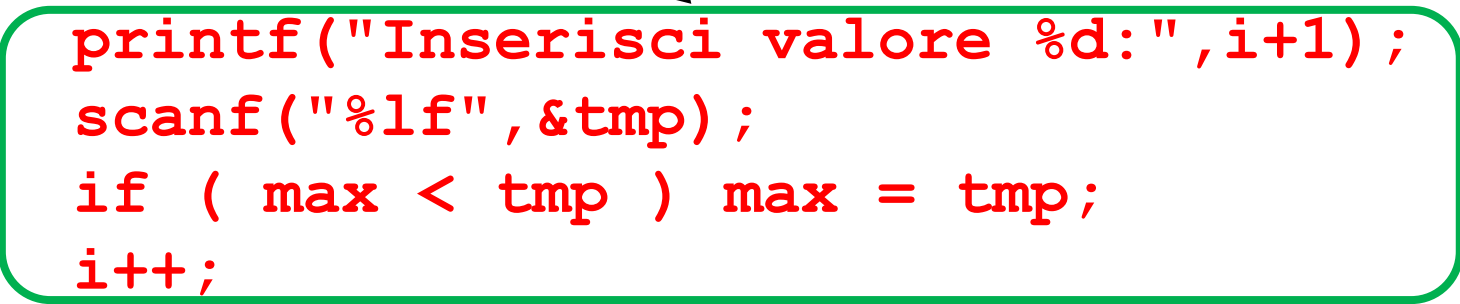 printf("Inserisci valore %d:",i+1);
scanf("%lf",&tmp);
if ( max < tmp ) max = tmp;
i++;